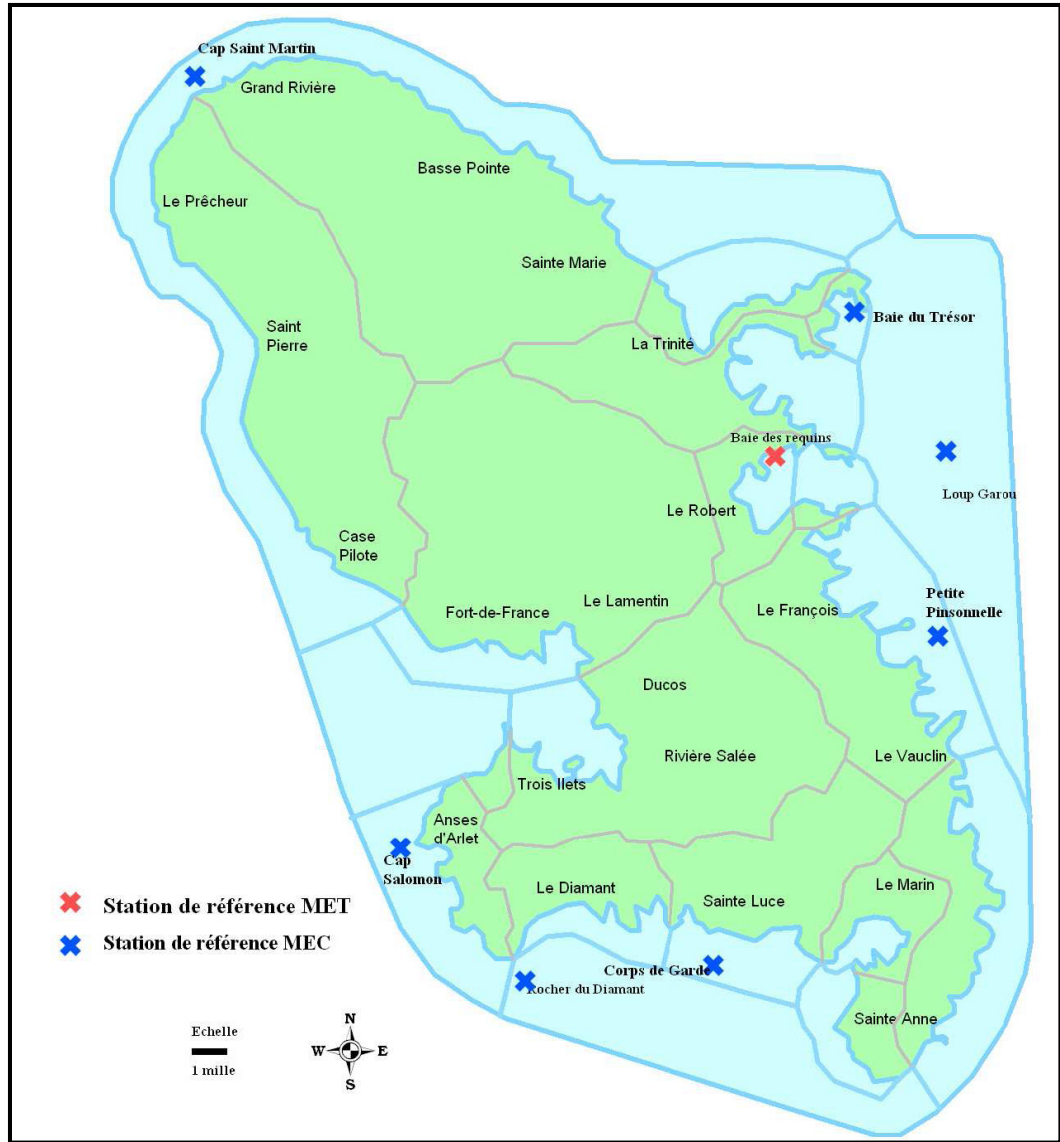 Cap Saint Martin
Grand Rivière
Basse Pointe
Le Prêcheur
Sainte Marie
Baie du Trésor
Saint
Pierre
La Trinité
Baie des requins
Loup Garou
Le Robert
Case
Pilote
Petite
Pinsonnelle
Le Lamentin
Le François
Fort-de-France
Ducos
Rivière Salée
Le Vauclin
Trois Ilets
Anses
d'Arlet
Cap
Salomon
Le Diamant
Le Marin
Sainte Luce
Station de référence MET
Station de référence MEC
Corps de Garde
Rocher du Diamant
Sainte Anne
Echelle
1 mille
N
W
E
S